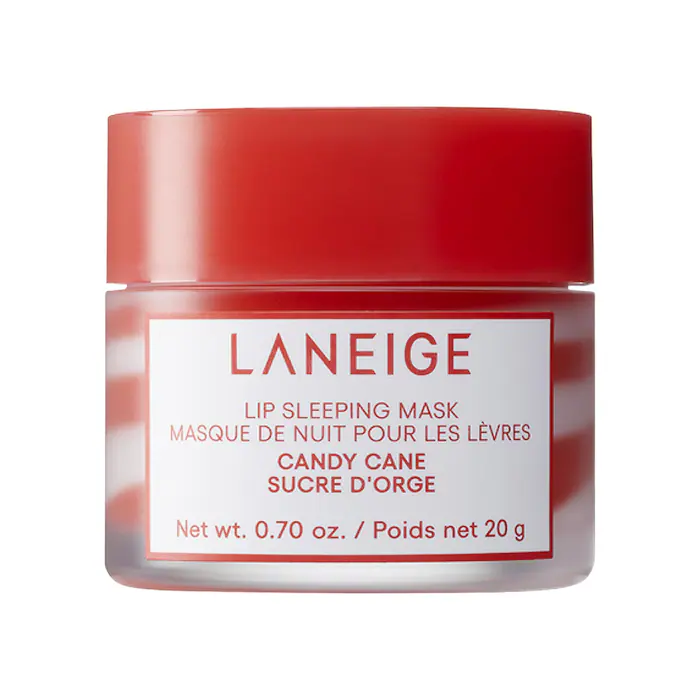 LANEIGE
LIP SLEEPING MASK
MASQUE DE NUIT POUR LES LÈVRES
CANDY CANE
SUCRE D'ORGE
Net wt. 0.70 oz. / Poids net 20 g